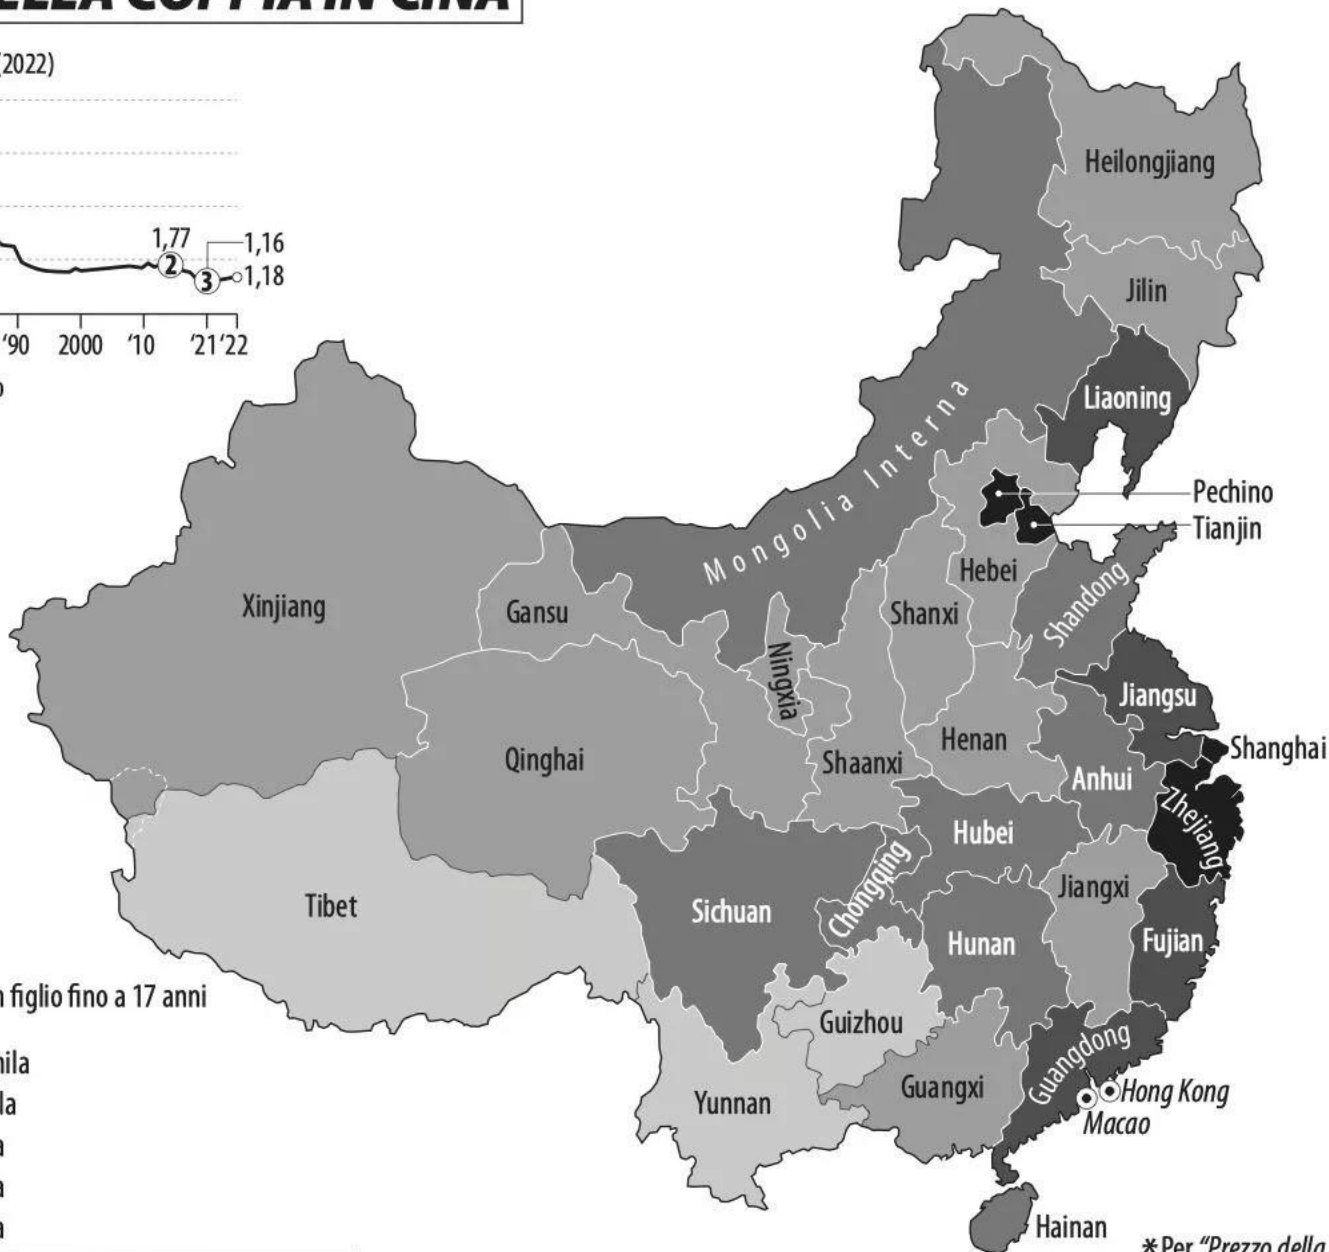 ELLA COPPIA IN CINA
(2022)
1,77
1,16
2
3
1,18
'90 2000 '10 '21 '22
Heilongjiang
Jilin
Liaoning
Mongolia Interna
Pechino
Tianjin
Hebei
Shandong
Xinjiang
Gansu
Shanxi
Ningxia
Jiangsu
Qinghai
Henan
Shaanxi
Shanghai
Anhui
Zhejiang
Hubei
Chongqing
Jiangxi
Tibet
Sichuan
Hunan
Fujian
figlio fino a 17 anni
Guizhou
Guangdong
Guangxi
Hong Kong
Macao
Yunnan
Hainan
* Per "Prezzo della